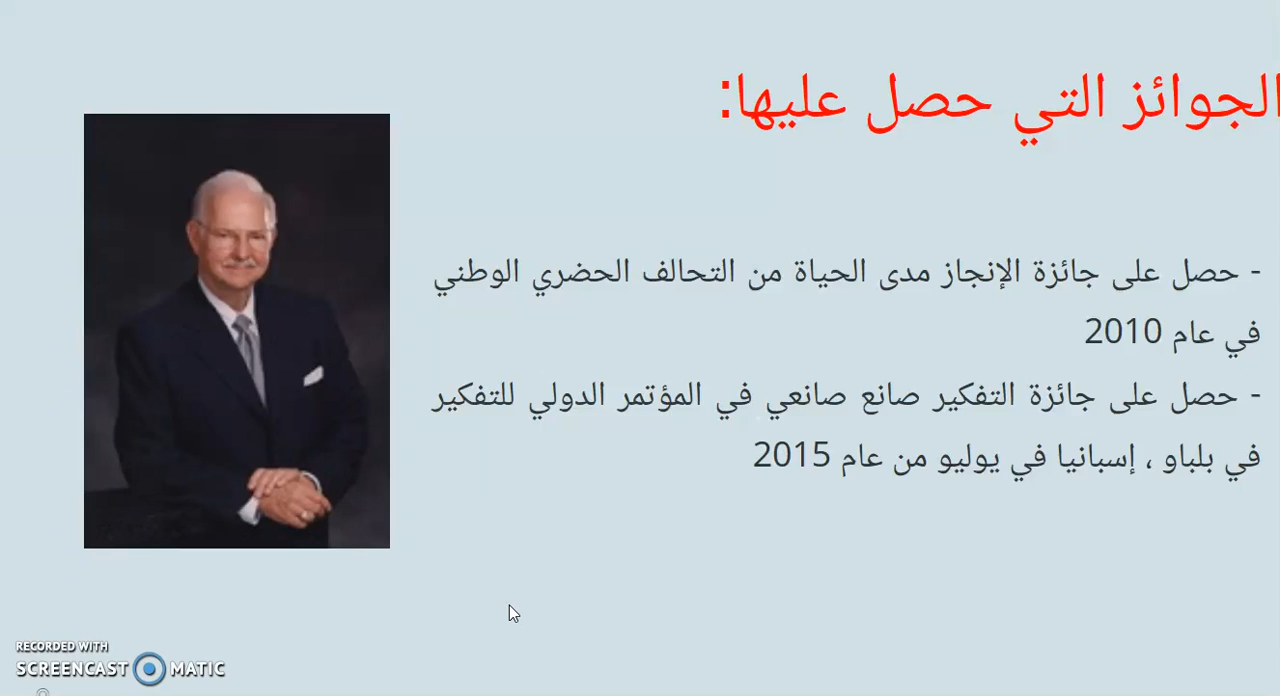 الجوائز التي حصل عليها:
- حصل على جائزة الإنجاز مدى الحياة من التحالف الحضري الوطني
في عام 2010
- حصل على جائزة التفكير صانع صانعي في المؤتمر الدولي للتفكير
في بلباو ، إسبانيا في يوليو من عام 2015
RECORDED WITH
SCREENCAST MATIC